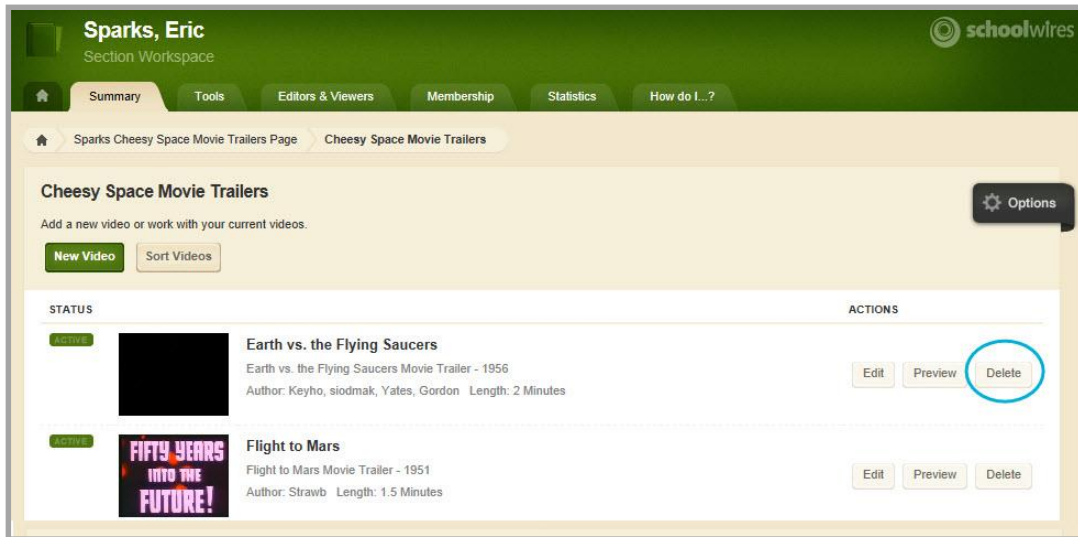 Sparks, Eric
schoolwires
Section Workspace
Summary Tools Editors & Viewers Membership Statistics How do I...?
Sparks Cheesy Space Movie Trailers Page Cheesy Space Movie Trailers
Cheesy Space Movie Trailers
Options
Add a new video or work with your current videos.
New Video Sort Videos
STATUS ACTIONS
ACTIVE
Earth vs. the Flying Saucers
Earth vs. the Flying Saucers Movie Trailer - 1956
Author: Keyho, siodmak, Yates, Gordon Length: 2 Minutes
Edit Preview Delete
ACTIVE
FIFTY YEARS
INTO THE
FUTURE!
Flight to Mars
Flight to Mars Movie Trailer - 1951
Author: Strawb Length: 1.5 Minutes
Edit Preview Delete